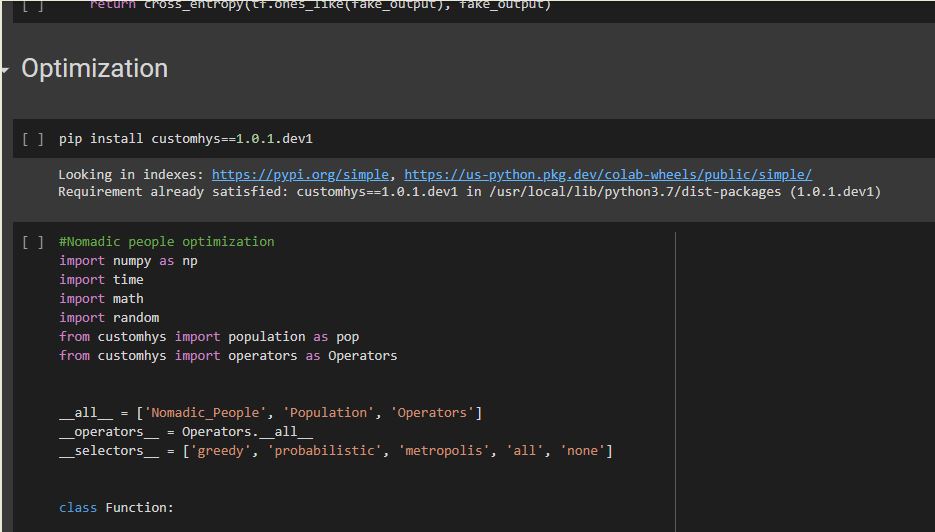 [ ] return cross_entropy(tf.ones_like(fake_output), fake_output)
Optimization
[ ] pip install customhys==1.0.1.dev1
Looking in indexes: https://pypi.org/simple, https://us-python.pkg.dev/colab-wheels/public/simple/
Requirement already satisfied: customhys==1.0.1.dev1 in /usr/local/lib/python3.7/dist-packages (1.0.1.dev1)
[ ] #Nomadic people optimization
import numpy as np
import time
import math
import random
from customhys import population as pop
from customhys import operators as Operators
__all__ = ['Nomadic_People', 'Population', 'Operators']
__operators__ = Operators.__all__
__selectors__ = ['greedy', 'probabilistic', 'metropolis', 'all', 'none']
class Function: